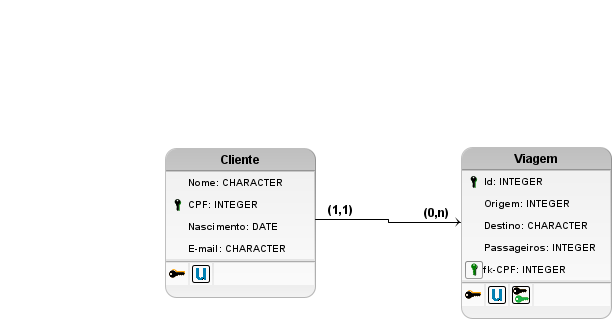 Cliente
Nome: CHARACTER
CPF: INTEGER
Nascimento: DATE
E-mail: CHARACTER
u
(1,1)
(0,n)
Viagem
Id: INTEGER
Origem: INTEGER
Destino: CHARACTER
Passageiros: INTEGER
fk-CPF: INTEGER
u